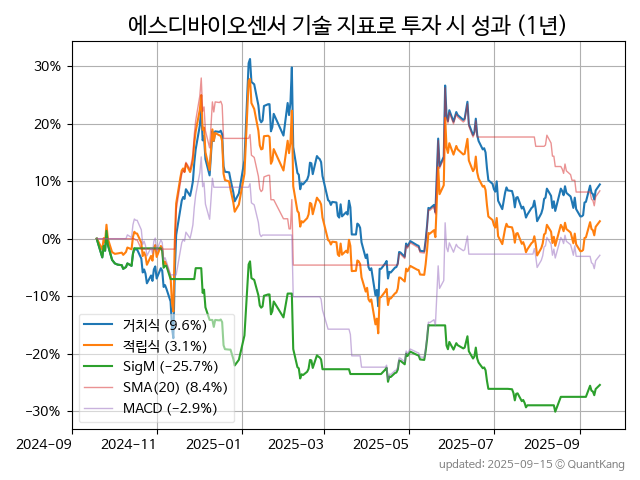 에스디바이오센서 기술 지표로 투자 시 성과 (1년)
30%
20%
10%
0%
−10%
−20%
−30%
거치식 (9.6%)
적립식 (3.1%)
SigM (−25.7%)
SMA(20) (8.4%)
MACD (−2.9%)
2024-09 2024-11 2025-01 2025-03 2025-05 2025-07 2025-09
updated: 2025-09-15 © QuantKang